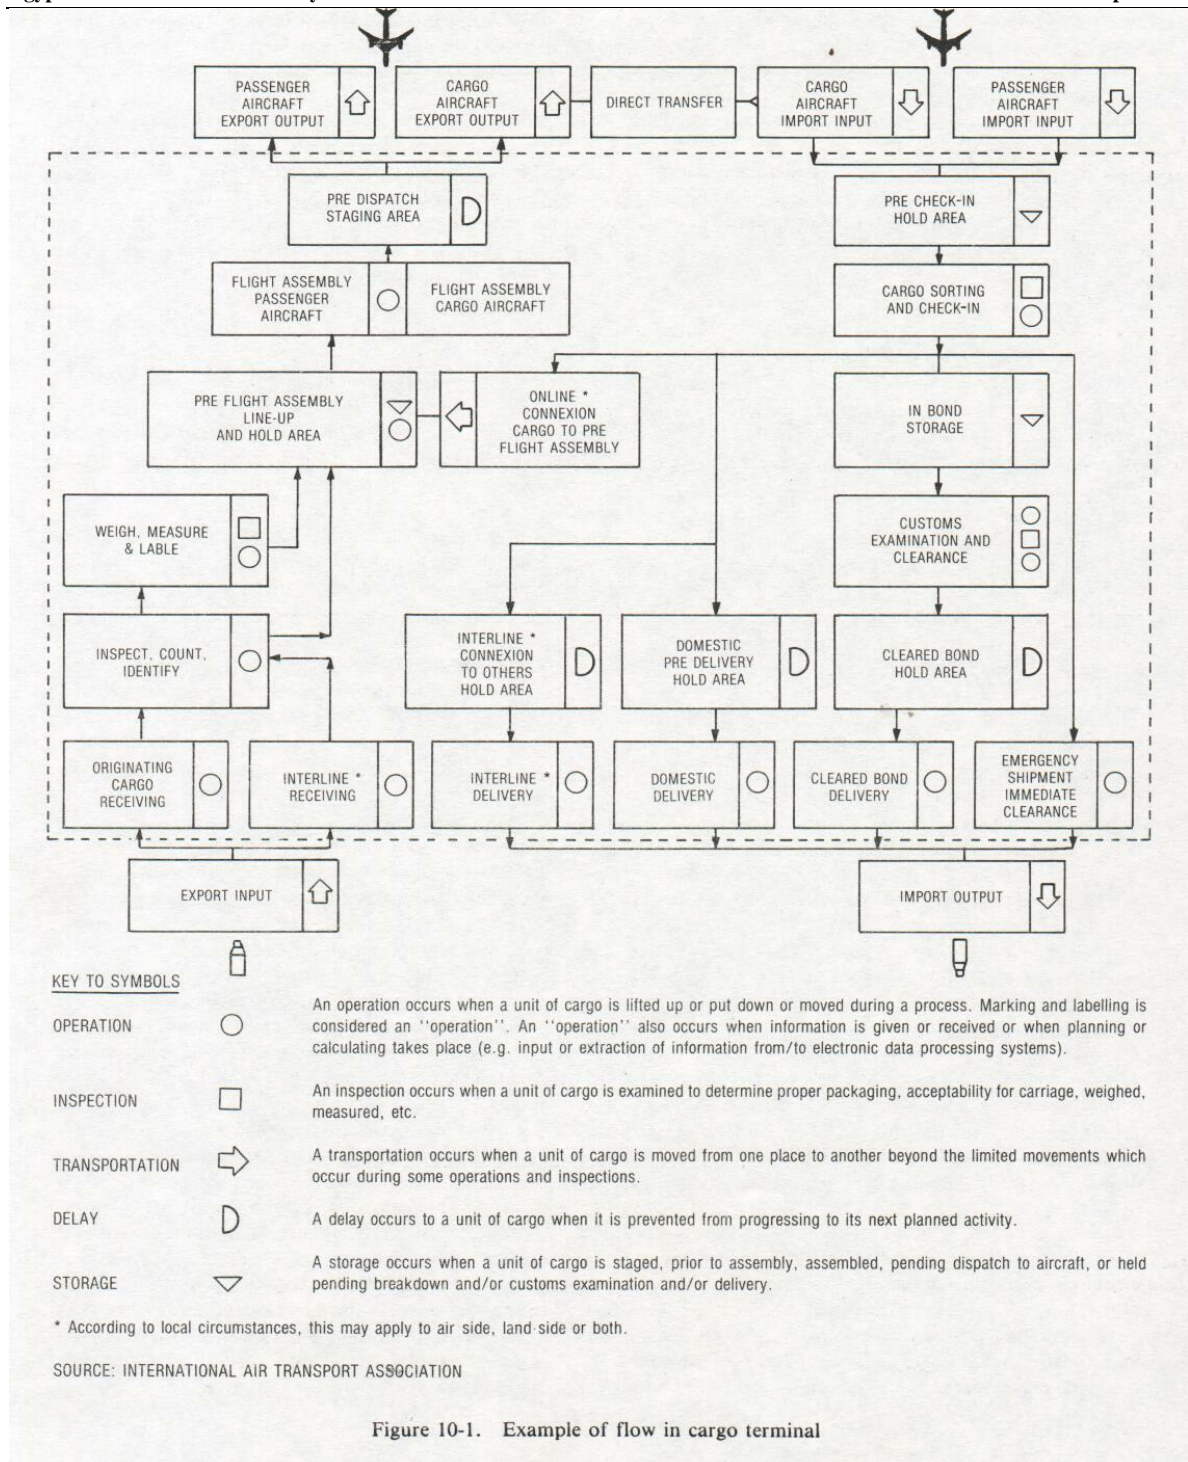 PASSENGER
AIRCRAFT
EXPORT OUTPUT
CARGO
AIRCRAFT
EXPORT OUTPUT
DIRECT TRANSFER
CARGO
AIRCRAFT
IMPORT INPUT
PASSENGER
AIRCRAFT
IMPORT INPUT
PRE DISPATCH
STAGING AREA
PRE CHECK-IN
HOLD AREA
FLIGHT ASSEMBLY
PASSENGER
AIRCRAFT
FLIGHT ASSEMBLY
CARGO AIRCRAFT
CARGO SORTING
AND CHECK-IN
PRE FLIGHT ASSEMBLY
LINE-UP
AND HOLD AREA
ONLINE *
CONNEXION
CARGO TO PRE
FLIGHT ASSEMBLY
IN BOND
STORAGE
WEIGH, MEASURE
& LABLE
CUSTOMS
EXAMINATION AND
CLEARANCE
INSPECT, COUNT,
IDENTIFY
INTERLINE *
CONNEXION
TO OTHERS
HOLD AREA
DOMESTIC
PRE DELIVERY
HOLD AREA
CLEARED BOND
HOLD AREA
ORIGINATING
CARGO
RECEIVING
INTERLINE *
RECEIVING
INTERLINE *
DELIVERY
DOMESTIC
DELIVERY
CLEARED BOND
DELIVERY
EMERGENCY
SHIPMENT
IMMEDIATE
CLEARANCE
EXPORT INPUT
IMPORT OUTPUT
KEY TO SYMBOLS
OPERATION
An operation occurs when a unit of cargo is lifted up or put down or moved during a process. Marking and labelling is
considered an ''operation''. An ''operation'' also occurs when information is given or received or when planning or
calculating takes place (e.g. input or extraction of information from/to electronic data processing systems).
INSPECTION
An inspection occurs when a unit of cargo is examined to determine proper packaging, acceptability for carriage, weighed,
measured, etc.
TRANSPORTATION
A transportation occurs when a unit of cargo is moved from one place to another beyond the limited movements which
occur during some operations and inspections.
DELAY
A delay occurs to a unit of cargo when it is prevented from progressing to its next planned activity.
STORAGE
A storage occurs when a unit of cargo is staged, prior to assembly, assembled, pending dispatch to aircraft, or held
pending breakdown and/or customs examination and/or delivery.
* According to local circumstances, this may apply to air side, land side or both.
SOURCE: INTERNATIONAL AIR TRANSPORT ASSOCIATION
Figure 10-1. Example of flow in cargo terminal